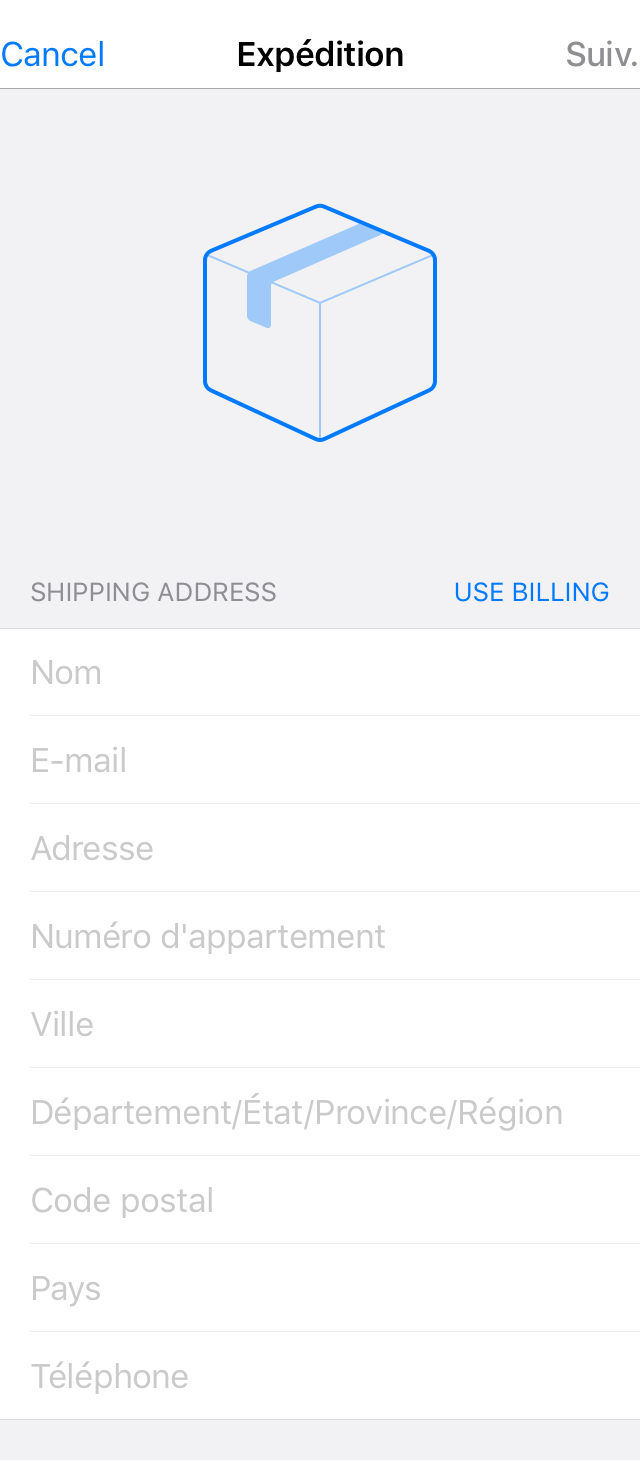 Cancel Expédition Suiv.
SHIPPING ADDRESS USE BILLING
Nom
E-mail
Adresse
Numéro d'appartement
Ville
Département/État/Province/Région
Code postal
Pays
Téléphone